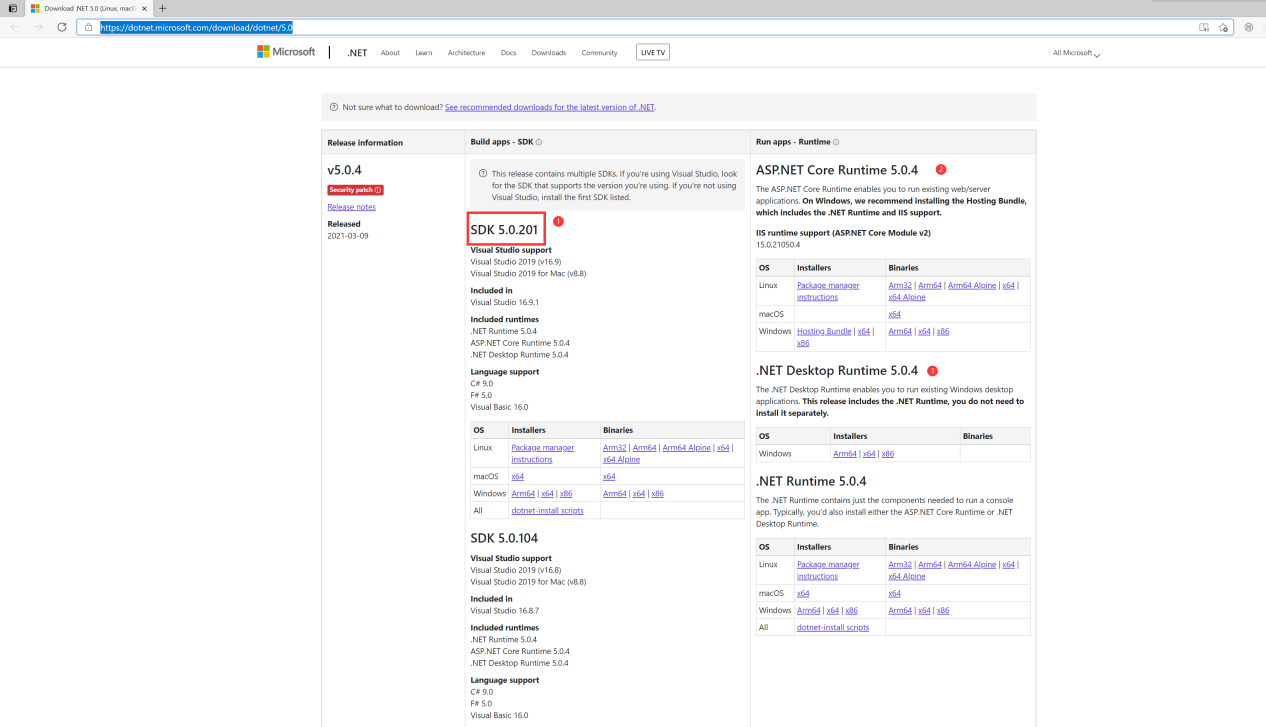 Download .NET 5.0 (Linux, macO
https://dotnet.microsoft.com/download/dotnet/5.0
Microsoft
.NET
About
Learn
Architecture
Docs
Downloads
Community
LIVE TV
All Microsoft
Not sure what to download? See recommended downloads for the latest version of .NET.
Release information
v5.0.4
Security patch
Release notes
Released
2021-03-09
Build apps - SDK
This release contains multiple SDKs. If you're using Visual Studio, look
for the SDK that supports the version you're using. If you're not using
Visual Studio, install the first SDK listed.
SDK 5.0.201
1
Visual Studio support
Visual Studio 2019 (v16.9)
Visual Studio 2019 for Mac (v8.8)
Included in
Visual Studio 16.9.1
Included runtimes
.NET Runtime 5.0.4
ASP.NET Core Runtime 5.0.4
.NET Desktop Runtime 5.0.4
Language support
C# 9.0
F# 5.0
Visual Basic 16.0
OS Installers Binaries
Linux Package manager instructions Arm32 | Arm64 | Arm64 Alpine | x64 | x64 Alpine
macOS x64 x64
Windows Arm64 | x64 | x86 Arm64 | x64 | x86
All dotnet-install scripts
SDK 5.0.104
Visual Studio support
Visual Studio 2019 (v16.8)
Visual Studio 2019 for Mac (v8.8)
Included in
Visual Studio 16.8.7
Included runtimes
.NET Runtime 5.0.4
ASP.NET Core Runtime 5.0.4
.NET Desktop Runtime 5.0.4
Language support
C# 9.0
F# 5.0
Visual Basic 16.0
Run apps - Runtime
ASP.NET Core Runtime 5.0.4
2
The ASP.NET Core Runtime enables you to run existing web/server
applications. On Windows, we recommend installing the Hosting Bundle,
which includes the .NET Runtime and IIS support.
IIS runtime support (ASP.NET Core Module v2)
15.0.21050.4
OS Installers Binaries
Linux Package manager instructions Arm32 | Arm64 | Arm64 Alpine | x64 | x64 Alpine
macOS x64
Windows Hosting Bundle | x64 | x86 Arm64 | x64 | x86
.NET Desktop Runtime 5.0.4
3
The .NET Desktop Runtime enables you to run existing Windows desktop
applications. This release includes the .NET Runtime, you do not need to
install it separately.
OS Installers Binaries
Windows Arm64 | x64 | x86
.NET Runtime 5.0.4
The .NET Runtime contains just the components needed to run a console
app. Typically, you'd also install either the ASP.NET Core Runtime or .NET
Desktop Runtime.
OS Installers Binaries
Linux Package manager instructions Arm32 | Arm64 | Arm64 Alpine | x64 | x64 Alpine
macOS x64 x64
Windows Arm64 | x64 | x86 Arm64 | x64 | x86
All dotnet-install scripts